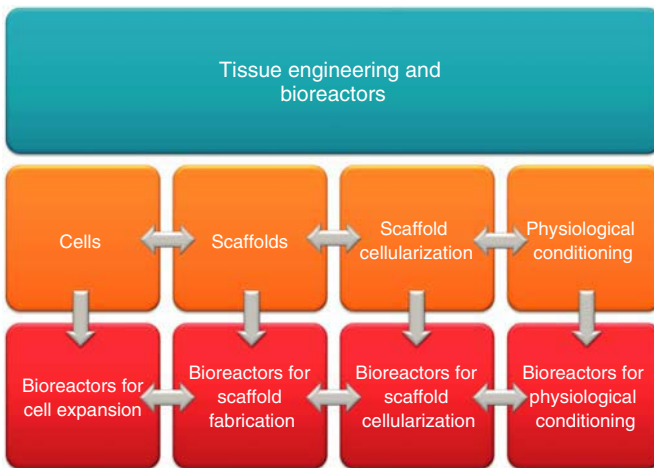 Tissue engineering and
bioreactors
Cells
Scaffolds
Scaffold
cellularization
Physiological
conditioning
Bioreactors for
cell expansion
Bioreactors for
scaffold
fabrication
Bioreactors for
scaffold
cellularization
Bioreactors for
physiological
conditioning